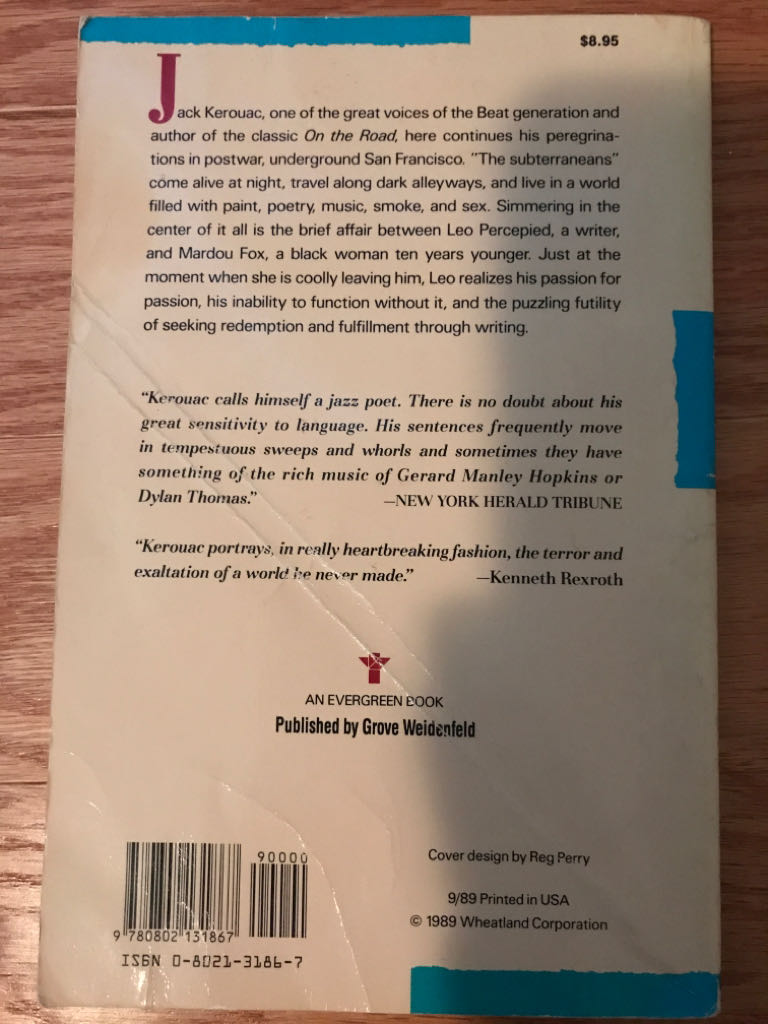 $8.95
Jack Kerouac, one of the great voices of the Beat generation and
author of the classic On the Road, here continues his peregrina-
tions in postwar, underground San Francisco. "The subterraneans"
come alive at night, travel along dark alleyways, and live in a world
filled with paint, poetry, music, smoke, and sex. Simmering in the
center of it all is the brief affair between Leo Percepied, a writer,
and Mardou Fox, a black woman ten years younger. Just at the
moment when she is coolly leaving him, Leo realizes his passion for
passion, his inability to function without it, and the puzzling futility
of seeking redemption and fulfillment through writing.
“Kerouac calls himself a jazz poet. There is no doubt about his
great sensitivity to language. His sentences frequently move
in tempestuous sweeps and whorls and sometimes they have
something of the rich music of Gerard Manley Hopkins or
Dylan Thomas.” —NEW YORK HERALD TRIBUNE
“Kerouac portrays, in really heartbreaking fashion, the terror and
exaltation of a world he never made.” —Kenneth Rexroth
AN EVERGREEN BOOK
Published by Grove Weidenfeld
90000
9 780802 131867
ISBN 0-8021-3186-7
Cover design by Reg Perry
9/89 Printed in USA
© 1989 Wheatland Corporation